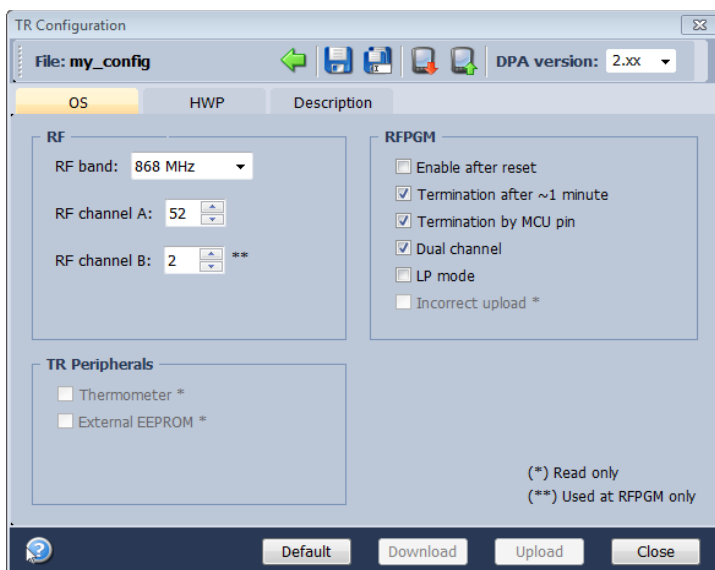 TR Configuration
File: my_config
DPA version: 2.xx
OS HWP Description
RF
RF band: 868 MHz
RF channel A: 52
RF channel B: 2 **
RFPGM
Enable after reset
Termination after ~1 minute
Termination by MCU pin
Dual channel
LP mode
Incorrect upload *
TR Peripherals
Thermometer *
External EEPROM *
(*) Read only
(**) Used at RFPGM only
Default Download Upload Close